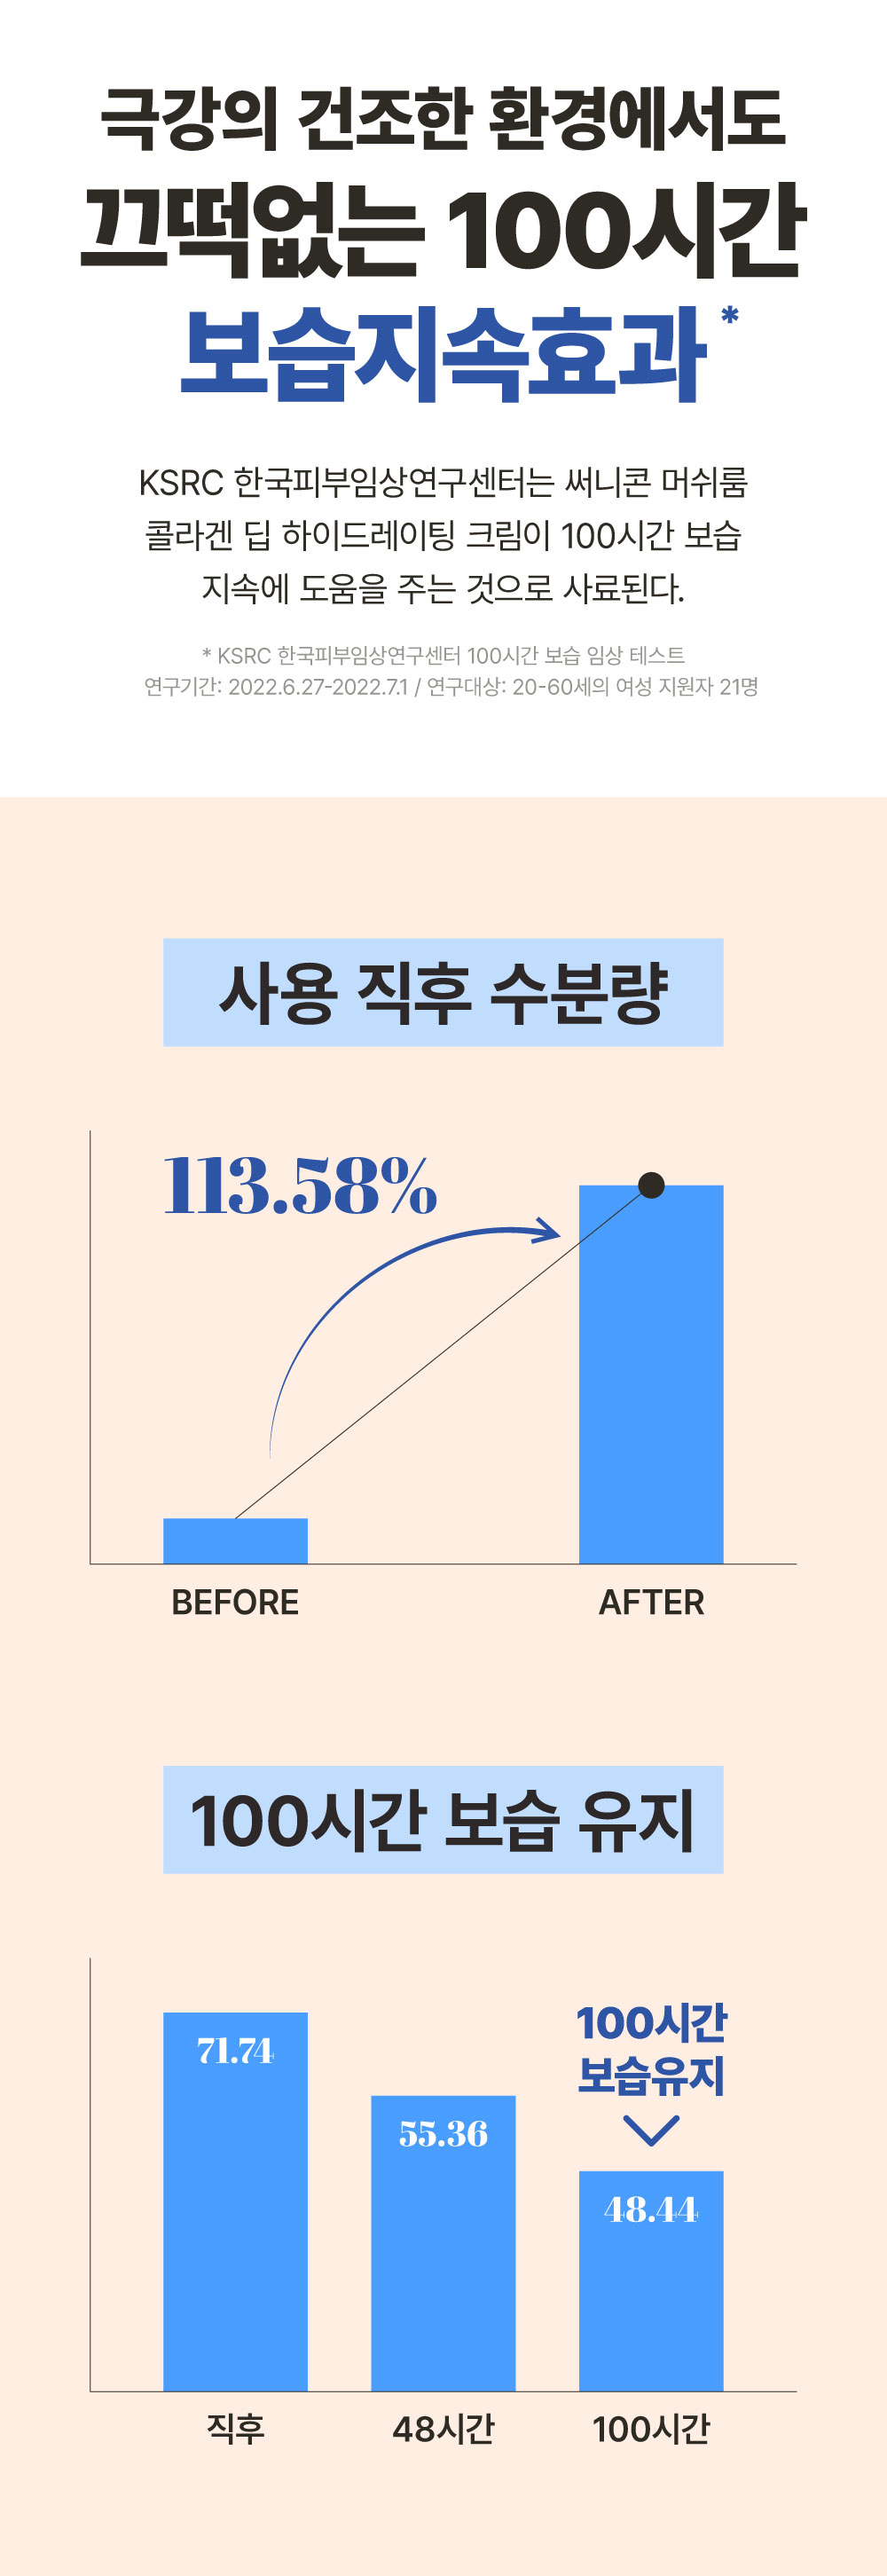 극강의 건조한 환경에서도
끄떡없는 100시간
보습지속효과*
KSRC 한국피부임상연구센터는 써니콘 머쉬룸
콜라겐 딥 하이드레이팅 크림이 100시간 보습
지속에 도움을 주는 것으로 사료된다.
* KSRC 한국피부임상연구센터 100시간 보습 임상 테스트
연구기간: 2022.6.27-2022.7.1 / 연구대상: 20-60세의 여성 지원자 21명
사용 직후 수분량
113.58%
BEFORE
AFTER
100시간 보습 유지
100시간
보습유지
71.74
55.36
48.44
직후
48시간
100시간